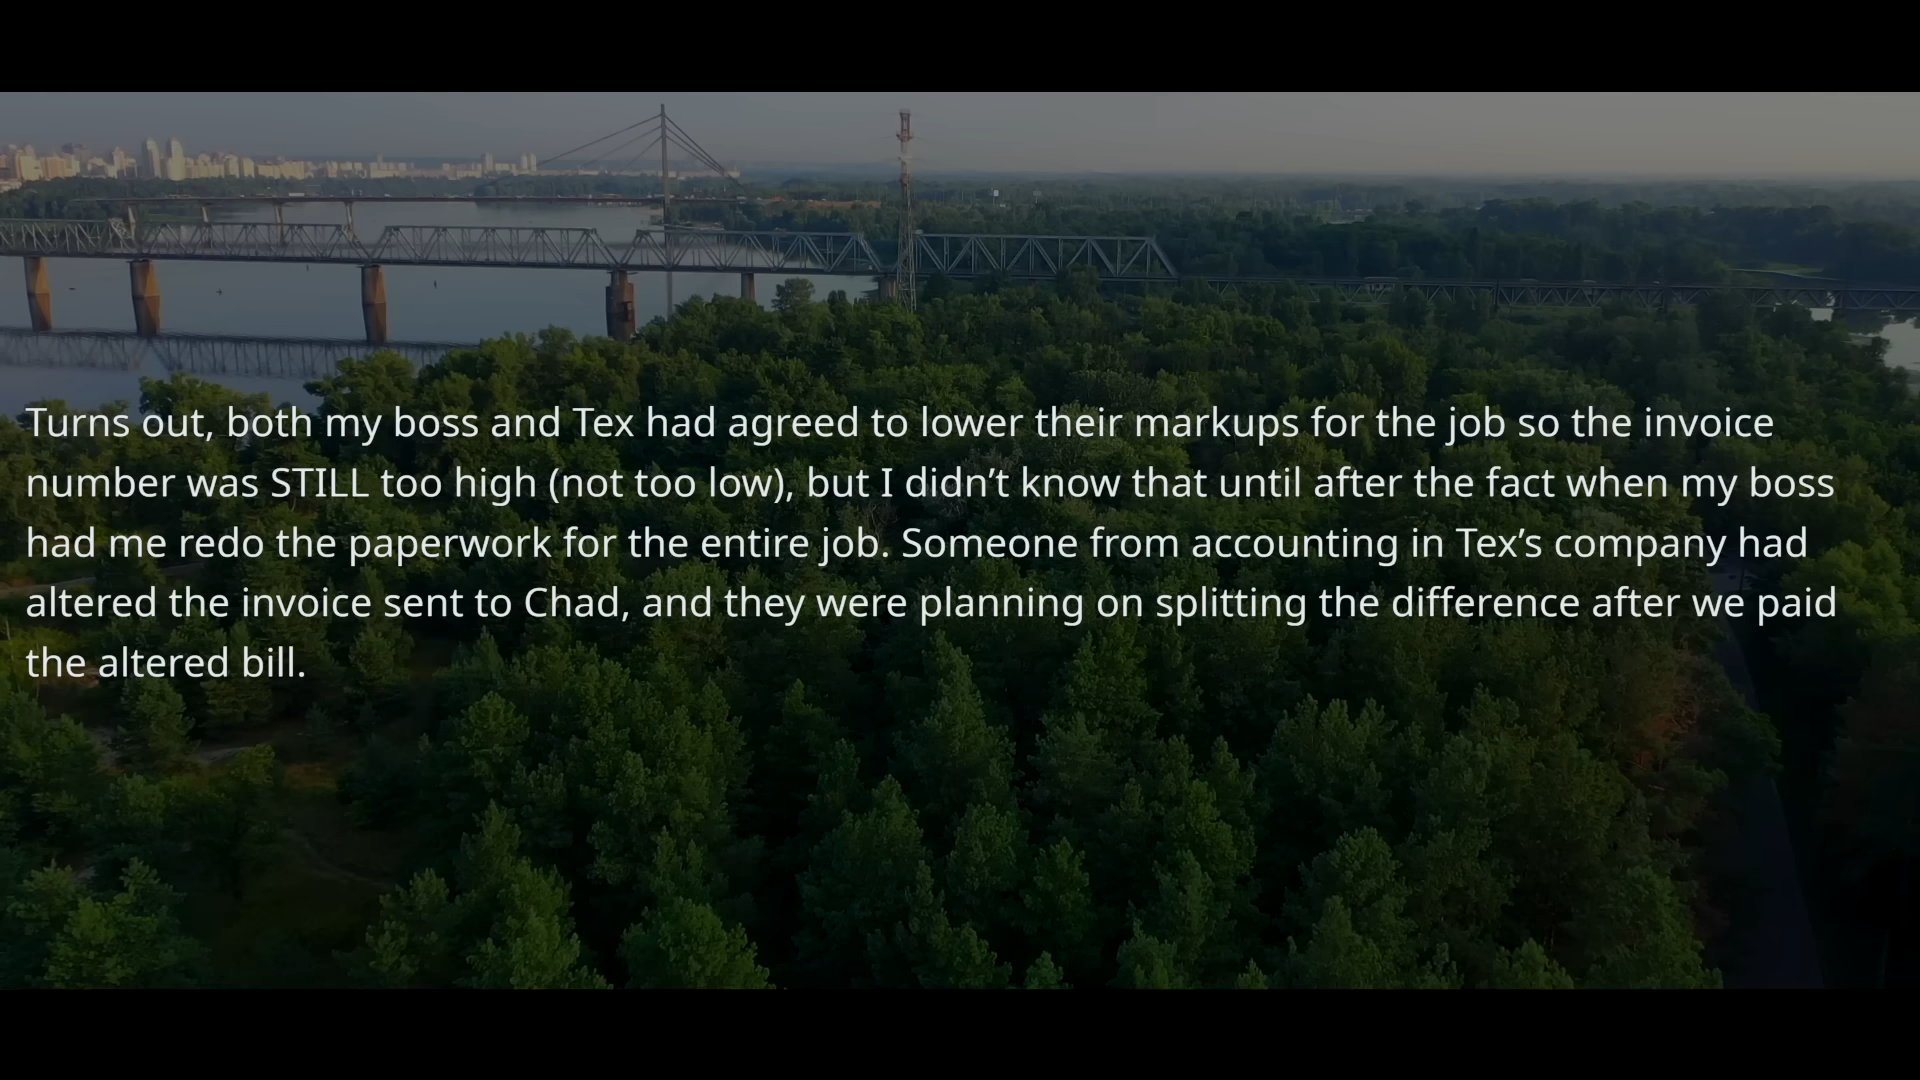 Turns out, both my boss and Tex had agreed to lower their markups for the job so the invoice
number was STILL too high (not too low), but I didn’t know that until after the fact when my boss
had me redo the paperwork for the entire job. Someone from accounting in Tex’s company had
altered the invoice sent to Chad, and they were planning on splitting the difference after we paid
the altered bill.